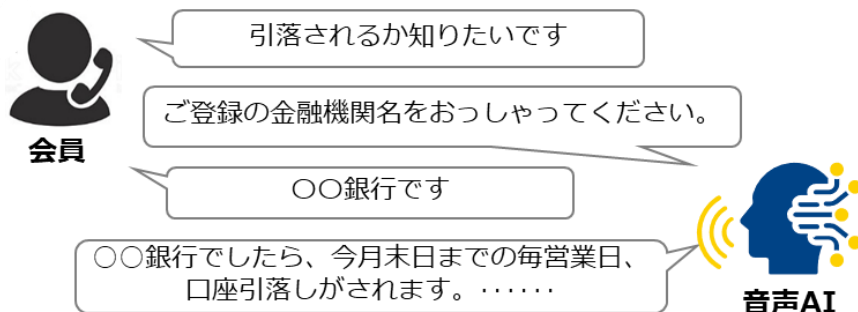 引落されるか知りたいです
ご登録の金融機関名をおっしゃってください。
会員
〇〇銀行です
○○銀行でしたら、今月末日までの毎営業日、
口座引落しがされます。‥‥‥
音声AI